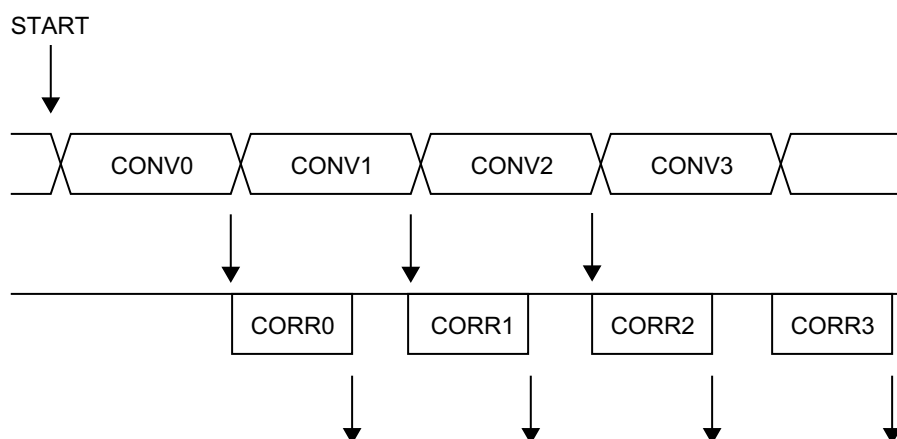 START
CONV0 CONV1 CONV2 CONV3
CORR0 CORR1 CORR2 CORR3